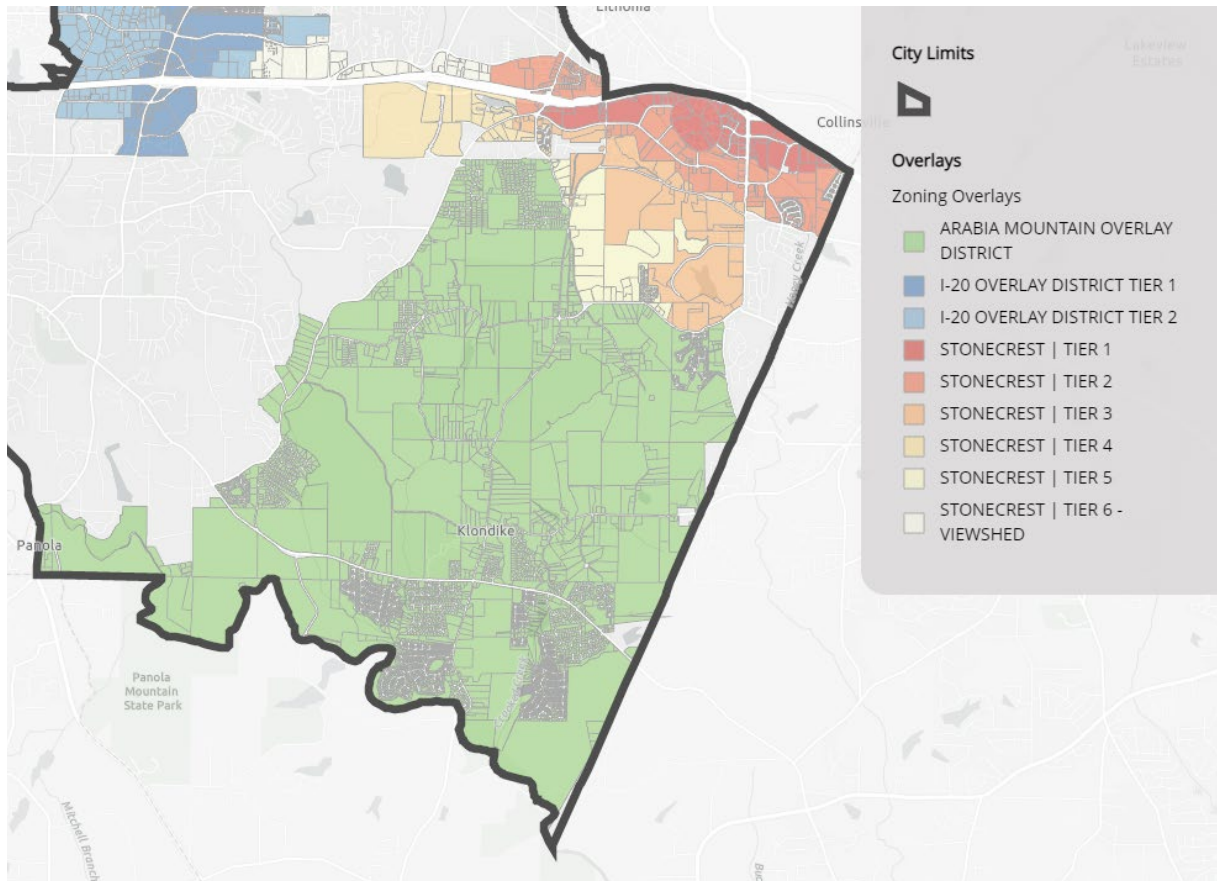 Lithonia
City Limits
Lakeview
Estates
Overlays
Zoning Overlays
ARABIA MOUNTAIN OVERLAY
DISTRICT
I-20 OVERLAY DISTRICT TIER 1
I-20 OVERLAY DISTRICT TIER 2
STONECREST | TIER 1
STONECREST | TIER 2
STONECREST | TIER 3
STONECREST | TIER 4
STONECREST | TIER 5
STONECREST | TIER 6 -
VIEWSHED
Klondike
Panola
Panola
Mountain
State Park
Mitchell Branch